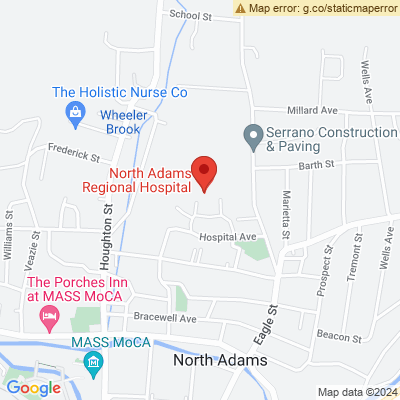 Map error: g.co/staticmaperror
School St
Wells Ave
The Holistic Nurse Co
Wheeler
Brook
Millard Ave
Serrano Construction
& Paving
Frederick St
Barth St
North Adams
Regional Hospital
Marietta St
Houghton St
Williams St
Veazie St
Hospital Ave
Prospect St
Tremont St
Wells Ave
The Porches Inn
at MASS MoCA
Bracewell Ave
Eagle St
Beacon St
MASS MoCA
North Adams
Google
Map data ©2024